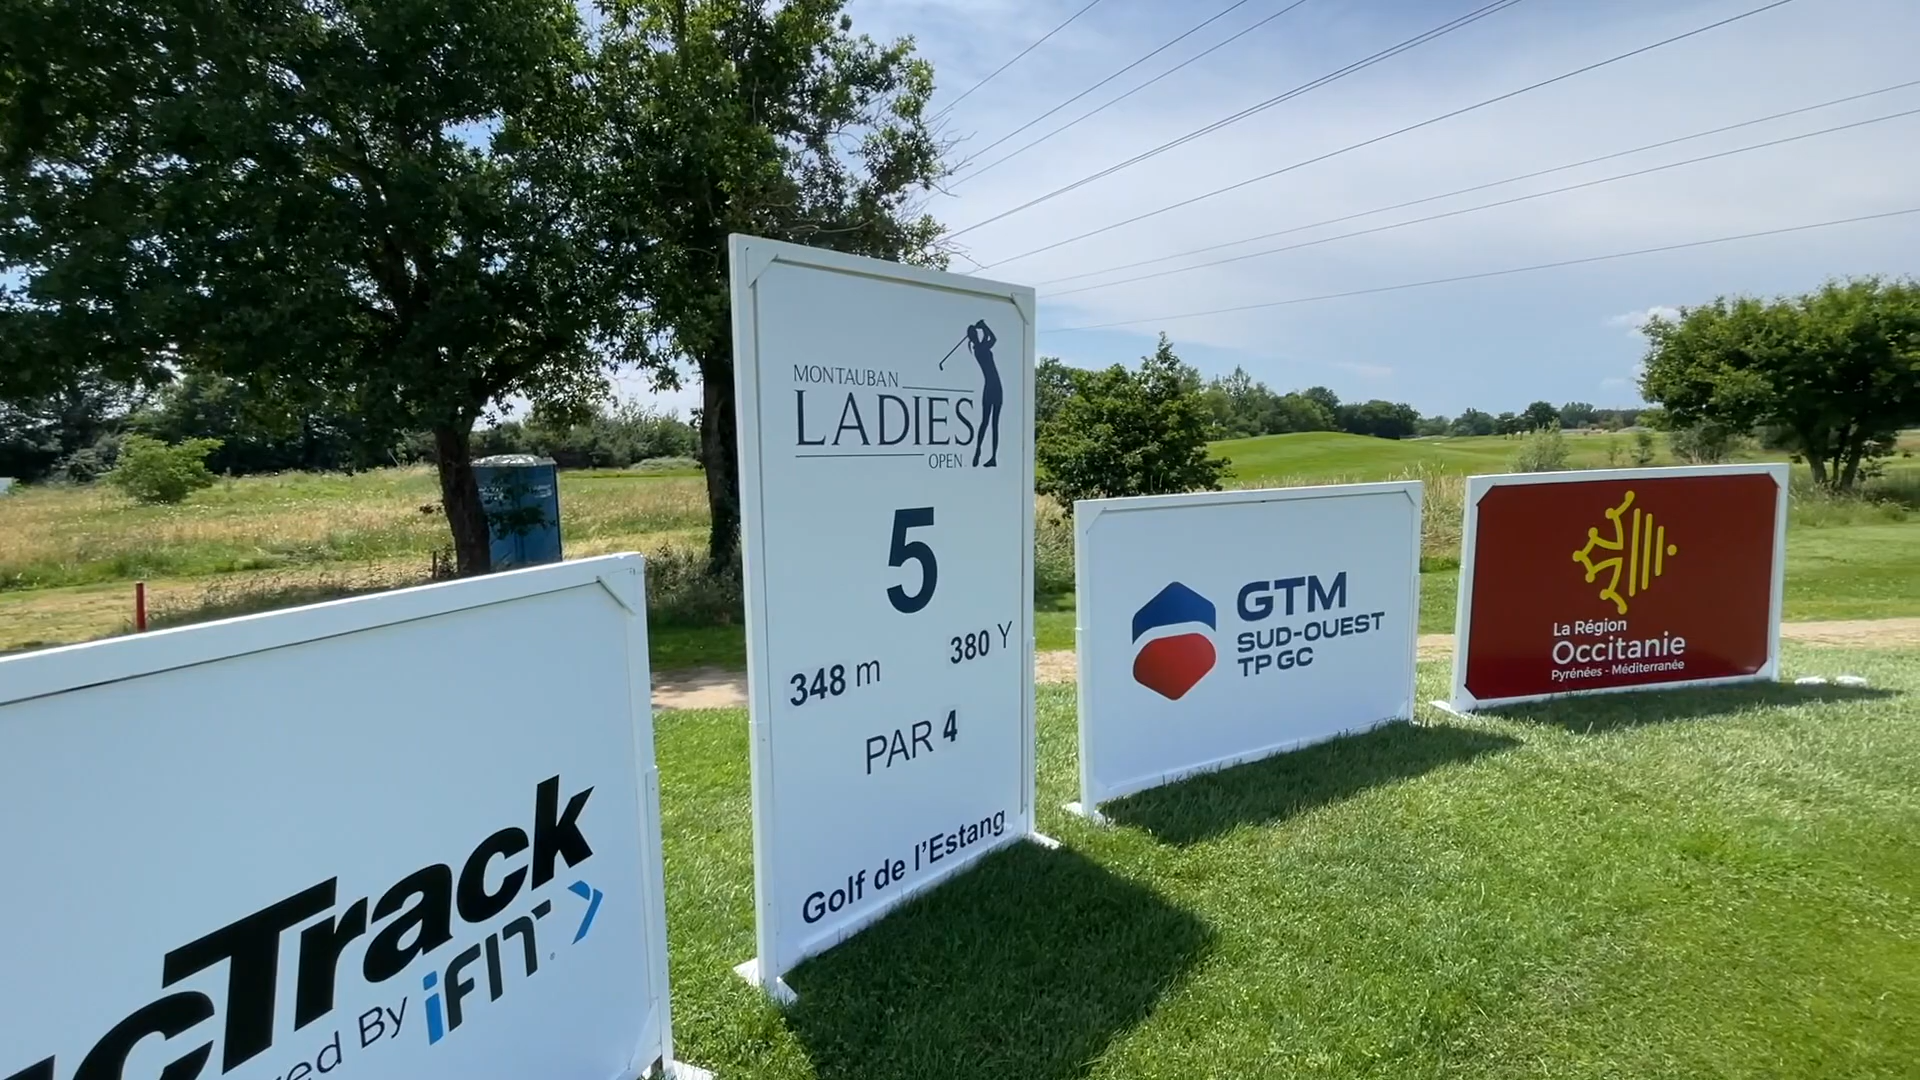 Track
By iFIT
MONTAUBAN
LADIES
OPEN
5
348 m
380 Y
PAR 4
Golf de l'Estang
GTM
SUD-OUEST
TP GC
La Région
Occitanie
Pyrénées - Méditerranée